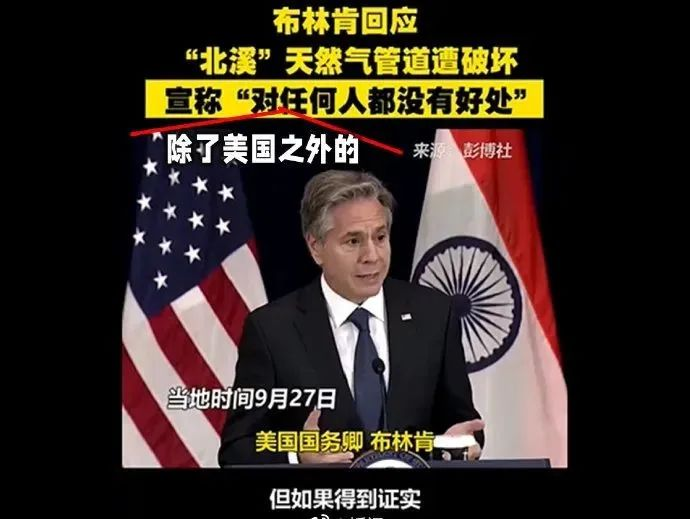 布林肯回应
“北溪”天然气管道遭破坏
宣称“对任何人都没有好处”
除了美国之外的
来源：彭博社
当地时间9月27日
美国国务卿 布林肯
但如果得到证实